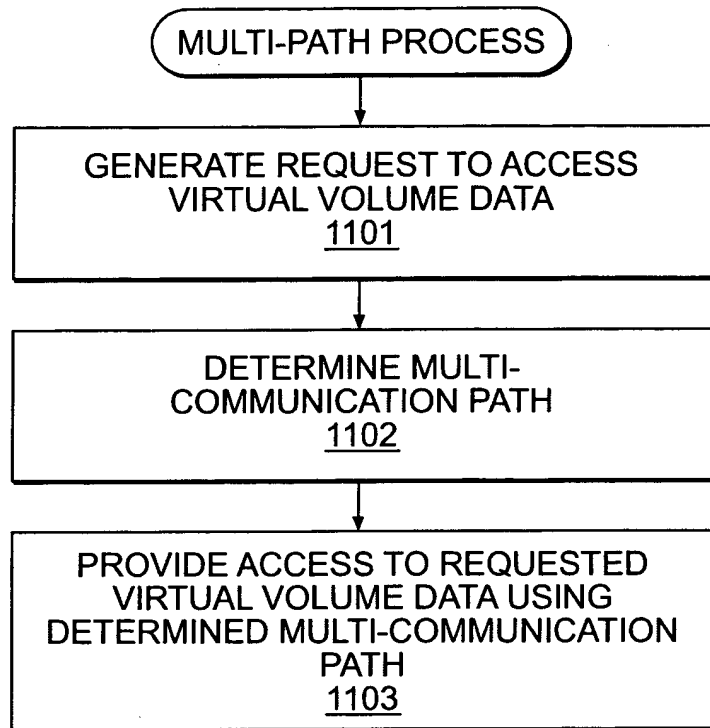 MULTI-PATH PROCESS
GENERATE REQUEST TO ACCESS
VIRTUAL VOLUME DATA
1101
DETERMINE MULTI-
COMMUNICATION PATH
1102
PROVIDE ACCESS TO REQUESTED
VIRTUAL VOLUME DATA USING
DETERMINED MULTI-COMMUNICATION
PATH
1103